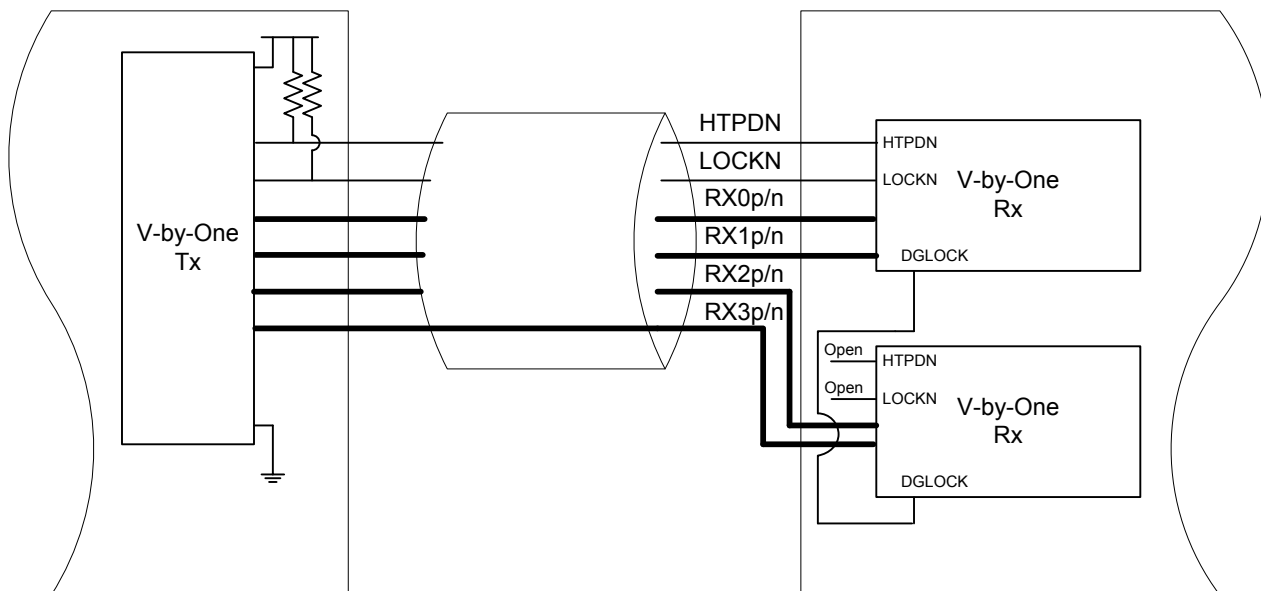 V-by-One
Tx
HTPDN
LOCKN
RX0p/n
RX1p/n
RX2p/n
RX3p/n
HTPDN
LOCKN
V-by-One
Rx
DGLOCK
Open
HTPDN
Open
LOCKN
V-by-One
Rx
DGLOCK